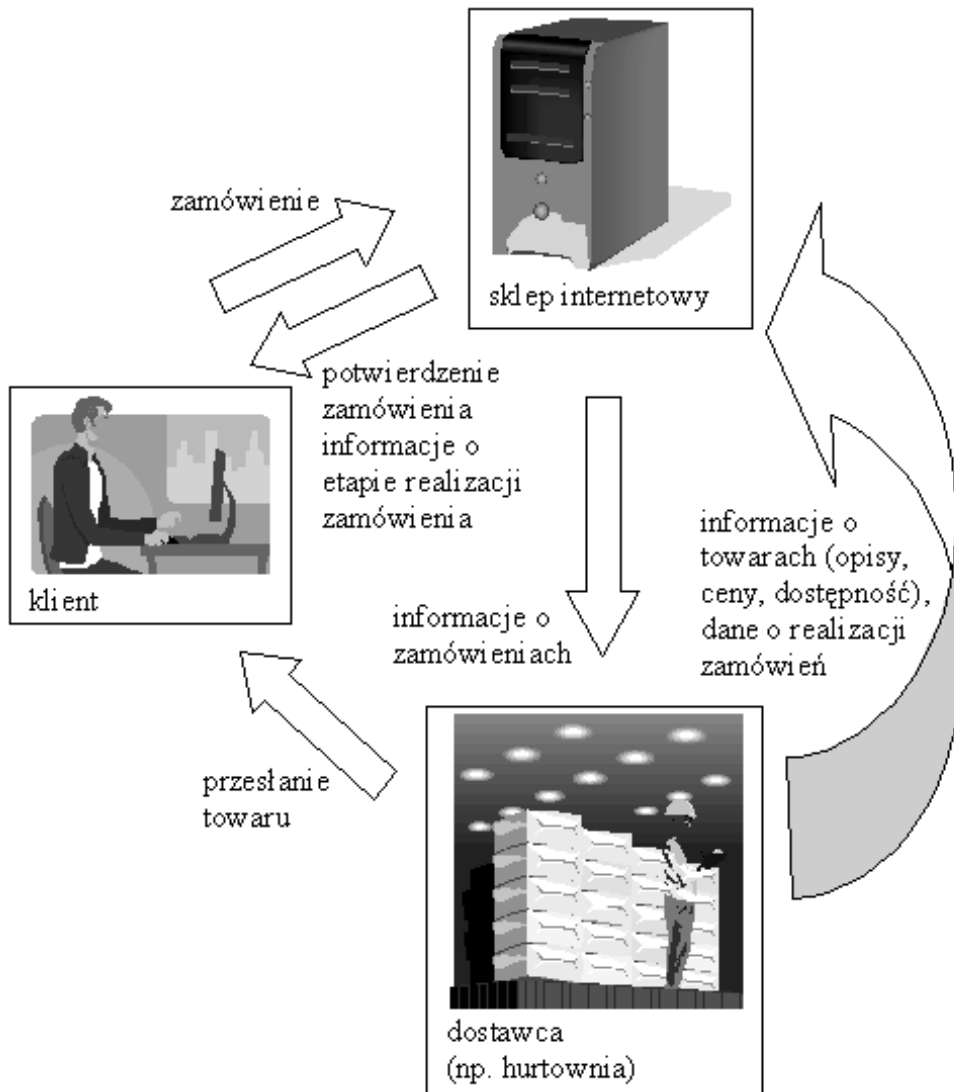 zamówienie
sklep internetowy
potwierdzenie
zamówienia
informacje o
etapie realizacji
zamówienia
klient
informacje o
towarach (opisy,
ceny, dostępność),
dane o realizacji
zamówień
informacje o
zamówieniach
przesłanie
towaru
dostawca
(np. hurtownia)